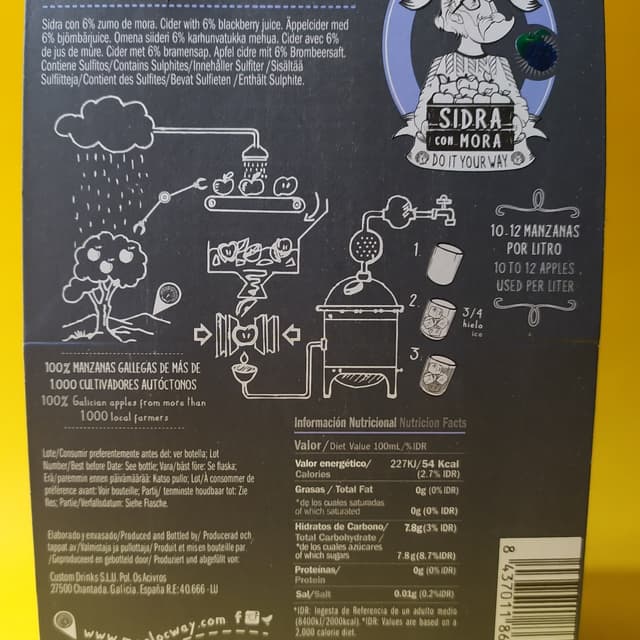 Sidra con 6% zumo de mora. Cider with 6% blackberry juice. Äppelcider med
6% björnbärjuice. Omena siideri 6% karhunvatukka mehua. Cidre avec 6%
de jus de mûre. Cider met 6% bramensap. Apfel cidre mit 6% Brombeersaft.
Contiene Sulfitos/Contains Sulphites/Innehåller Sulfiter/Sisältää
Sulfiitteja/Contient des Sulfites/Bevat Sulfieten/Enthält Sulphite.
SIDRA
CON MORA
DO IT YOUR WAY
10-12 MANZANAS
POR LITRO
10 TO 12 APPLES
USED PER LITER
1.
2.
3/4
hielo
ice
3.
100% MANZANAS GALLEGAS DE MÁS DE
1.000 CULTIVADORES AUTÓCTONOS
100% Galician apples from more than
1000 local farmers
Lote/Consumir preferentemente antes del: ver botella; Lot
Number/Best before Date: See bottle; Vara/bäst före: Se flaska;
Erä/paremmin ennen päivämäärää: Katso pullo; Lot/A consommer de
préférence avant: Voir bouteille; Partij/ tenminste houdbaar tot: Zie
fles; Partie/Verfallsdatum: Siehe Flasche.
Elaborado y envasado/Produced and Bottled by/ Producerad och
tappat av/Valmistaja ja pullottaja/ Produit et mis en bouteille par
/Geproduceerd en gebotteld door/ Produziert und abgefüllt von:
Custom Drinks S.L.U. Pol. Os Acivros
27500 Chantada. Galicia. España R.E: 40.666 - LU
Información Nutricional Nutricion Facts
Valor / Diet Value 100mL/%IDR
Valor energético/ 227KJ/54 Kcal
Calories (2.7% IDR)
Grasas / Total Fat 0g (0% IDR)
*de los cuales saturadas
of which saturated 0g (0% IDR)
Hidratos de Carbono/ 7.8g(3% IDR)
Total Carbohydrate /
*de los cuales azúcares
of which sugars 7.8g(8.7%IDR)
Proteínas/ 0g (0% IDR)
Protein
Sal/Salt 0.01g (0.2%IDR)
*IDR: Ingesta de Referencia de un adulto medio
(8400kJ/2000kcal). *IDR: Values are based on a
2,000 calorie diet.